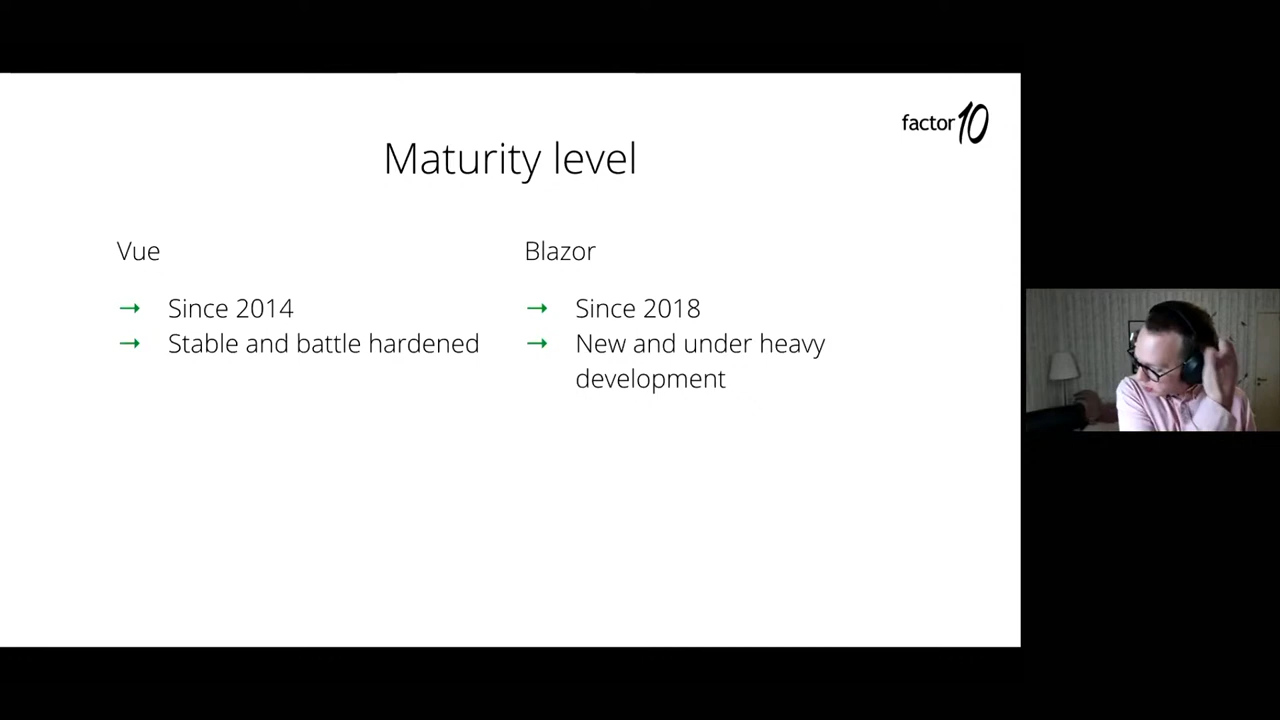 factor10
Maturity level
Vue
→ Since 2014
→ Stable and battle hardened
Blazor
→ Since 2018
→ New and under heavy
development